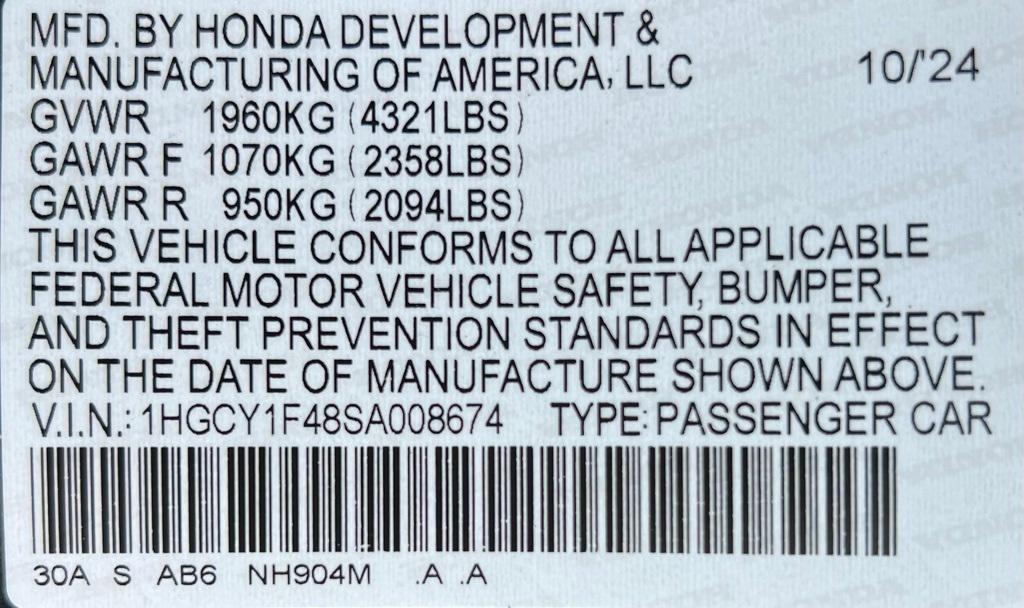 MFD. BY HONDA DEVELOPMENT &
MANUFACTURING OF AMERICA, LLC 10/'24
GVWR 1960KG (4321LBS)
GAWR F 1070KG (2358LBS)
GAWR R 950KG (2094LBS)
THIS VEHICLE CONFORMS TO ALL APPLICABLE
FEDERAL MOTOR VEHICLE SAFETY, BUMPER,
AND THEFT PREVENTION STANDARDS IN EFFECT
ON THE DATE OF MANUFACTURE SHOWN ABOVE.
V.I.N.: 1HGCY1F48SA008674 TYPE: PASSENGER CAR
30A S AB6 NH904M .A .A